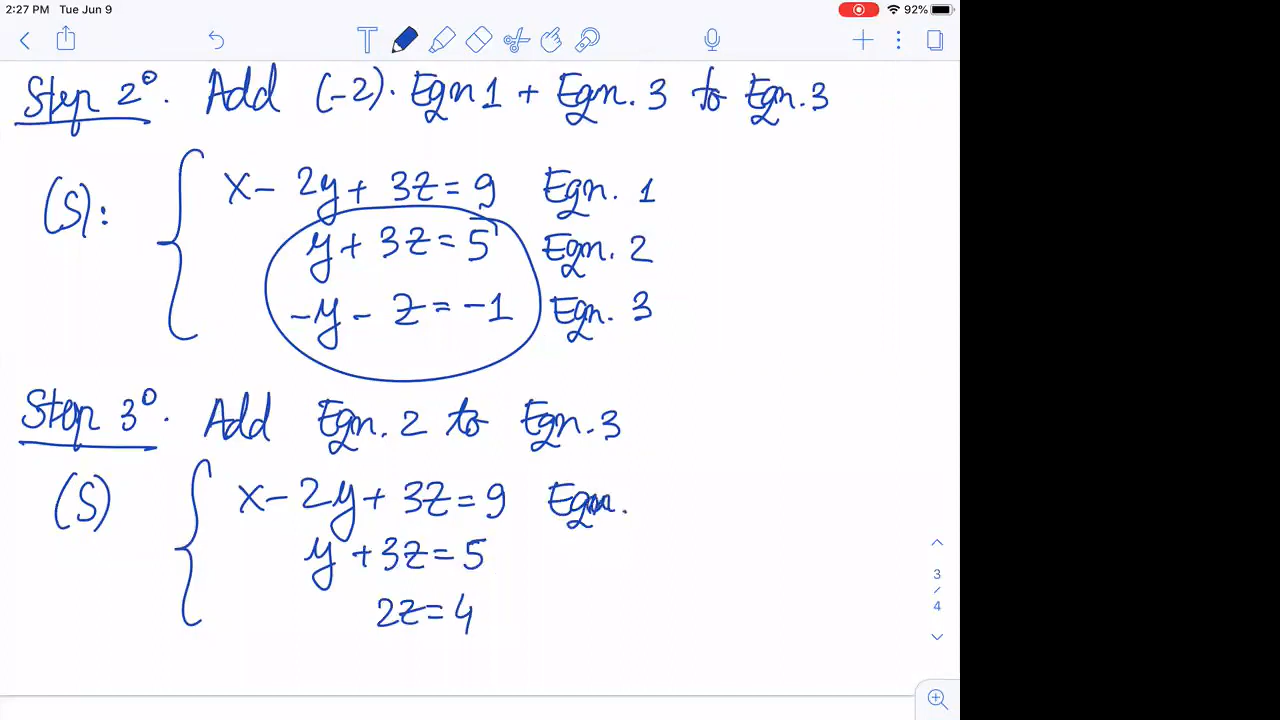 2:27 PM Tue Jun 9 92%
Step 2°. Add (-2)·Eqn 1 + Eqn. 3 to Eqn. 3
x - 2y + 3z = 9 Eqn. 1
(S): y + 3z = 5 Eqn. 2
-y - z = -1 Eqn. 3
Step 3°. Add Eqn. 2 to Eqn. 3
(S) x - 2y + 3z = 9 Eqn.
y + 3z = 5
2z = 4
3
/
4